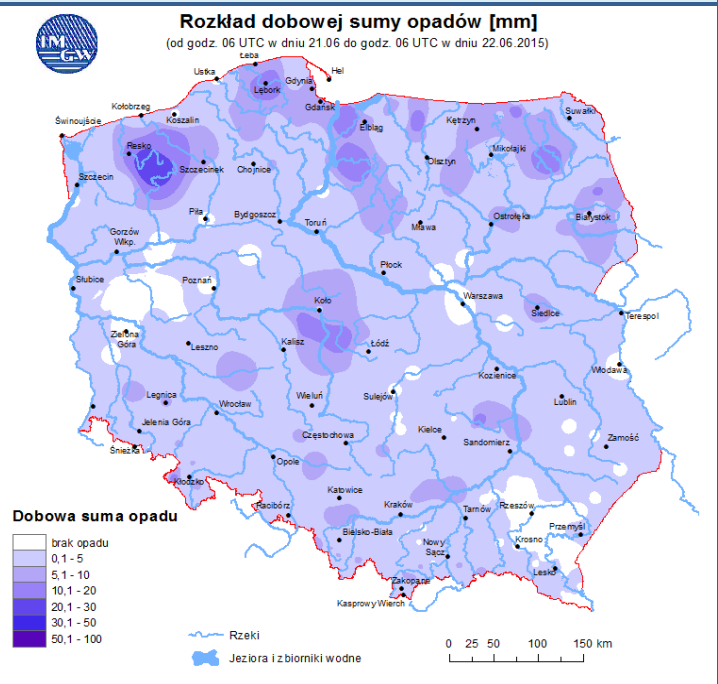 Rozkład dobowej sumy opadów [mm]
(od godz. 06 UTC w dniu 21.06 do godz. 06 UTC w dniu 22.06.2015)
IM
GW
Łeba
Ustka
Hel
Lębork
Gdynia
Gdańsk
Kołobrzeg
Koszalin
Świnoujście
Elbląg
Kętrzyn
Suwałki
Resko
Szczecinek
Chojnice
Olsztyn
Mikołajki
Szczecin
Piła
Bydgoszcz
Toruń
Mława
Ostrołęka
Białystok
Gorzów
Wlkp.
Płock
Słubice
Poznań
Koło
Warszawa
Siedlce
Terespol
Zielona
Góra
Leszno
Kalisz
Łódź
Kozienice
Włodawa
Legnica
Wrocław
Wieluń
Sulejów
Lublin
Jelenia Góra
Śnieżka
Częstochowa
Kielce
Sandomierz
Zamość
Opole
Kłodzko
Katowice
Racibórz
Kraków
Tarnów
Rzeszów
Bielsko-Biała
Nowy
Sącz
Krosno
Przemyśl
Lesko
Zakopane
Kasprowy Wierch
Dobowa suma opadu
brak opadu
0,1 - 5
5,1 - 10
10,1 - 20
20,1 - 30
30,1 - 50
50,1 - 100
Rzeki
Jeziora i zbiorniki wodne
0 25 50 100 150 km